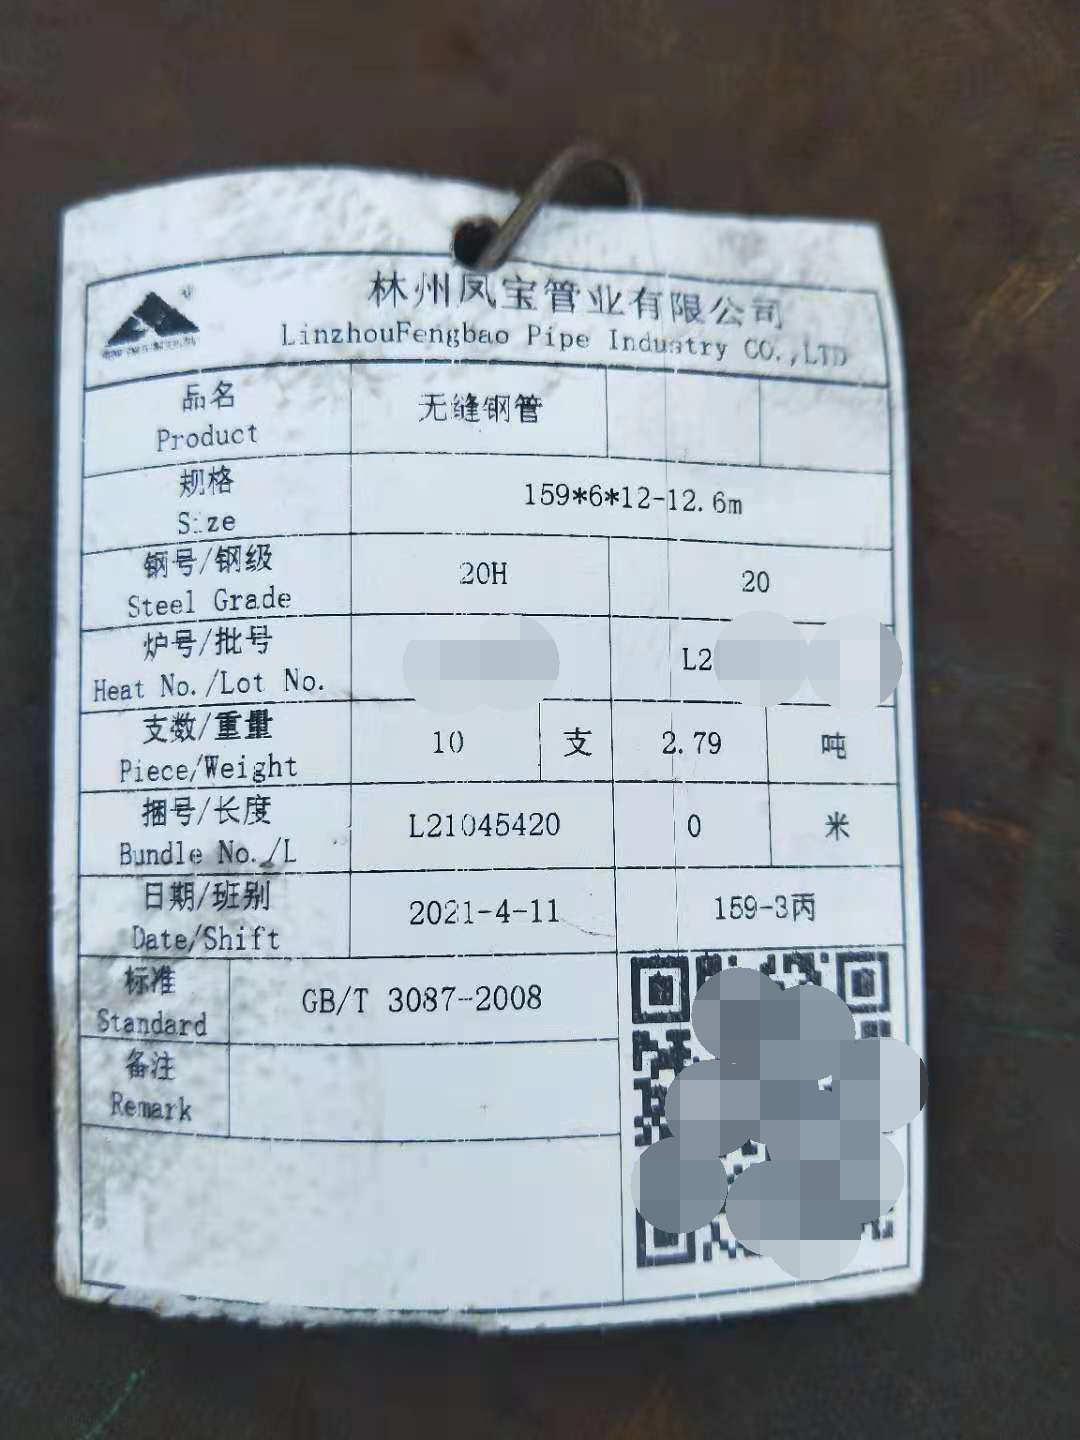 林州凤宝管业有限公司
LinzhouFengbao Pipe Industry CO.,LTD
品名
Product
无缝钢管
规格
Size
159*6*12-12.6m
钢号/钢级
Steel Grade
20H
20
炉号/批号
Heat No./Lot No.
L2
支数/重量
Piece/Weight
10
支
2.79
吨
捆号/长度
Bundle No./L
L21045420
0
米
日期/班别
Date/Shift
2021-4-11
159-3丙
标准
Standard
GB/T 3087-2008
备注
Remark